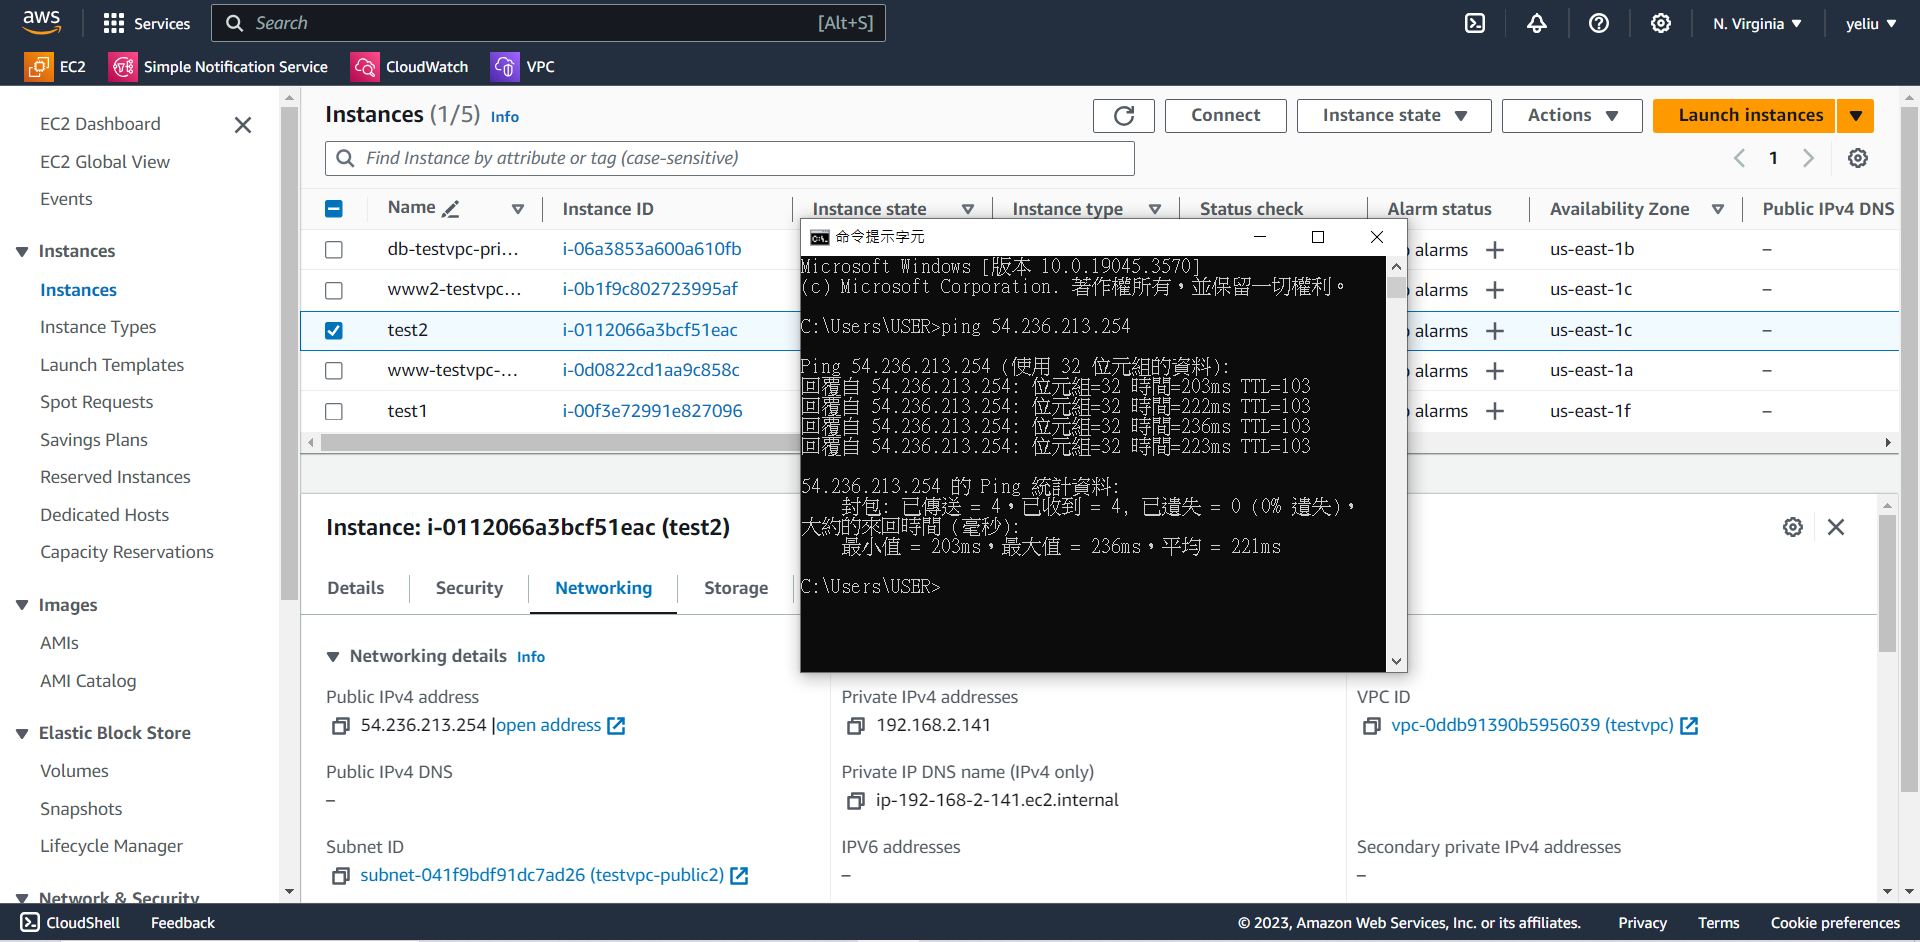 aws
Services
Search
[Alt+S]
N. Virginia
yeliu
EC2
Simple Notification Service
CloudWatch
VPC
EC2 Dashboard
EC2 Global View
Events
Instances
Instances
Instance Types
Launch Templates
Spot Requests
Savings Plans
Reserved Instances
Dedicated Hosts
Capacity Reservations
Images
AMIs
AMI Catalog
Elastic Block Store
Volumes
Snapshots
Lifecycle Manager
Network & Security
Instances (1/5) Info
Connect
Instance state
Actions
Launch instances
Find Instance by attribute or tag (case-sensitive)
1
Name Instance ID Instance state Instance type Status check Alarm status Availability Zone Public IPv4 DNS
db-testvpc-pri... i-06a3853a600a610fb alarms + us-east-1b –
www2-testvpc... i-0b1f9c802723995af alarms + us-east-1c –
test2 i-0112066a3bcf51eac alarms + us-east-1c –
www-testvpc-... i-0d0822cd1aa9c858c alarms + us-east-1a –
test1 i-00f3e72991e827096 alarms + us-east-1f –
命令提示字元
Microsoft Windows [版本 10.0.19045.3570]
(c) Microsoft Corporation. 著作權所有，並保留一切權利。
C:\Users\USER>ping 54.236.213.254
Ping 54.236.213.254 (使用 32 位元組的資料):
回覆自 54.236.213.254: 位元組=32 時間=203ms TTL=103
回覆自 54.236.213.254: 位元組=32 時間=222ms TTL=103
回覆自 54.236.213.254: 位元組=32 時間=236ms TTL=103
回覆自 54.236.213.254: 位元組=32 時間=223ms TTL=103
54.236.213.254 的 Ping 統計資料:
封包: 已傳送 = 4，已收到 = 4, 已遺失 = 0 (0% 遺失)，
大約的來回時間 (毫秒):
最小值 = 203ms，最大值 = 236ms，平均 = 221ms
C:\Users\USER>
Instance: i-0112066a3bcf51eac (test2)
Details
Security
Networking
Storage
Networking details Info
Public IPv4 address
54.236.213.254 |open address
Private IPv4 addresses
192.168.2.141
VPC ID
vpc-0ddb91390b5956039 (testvpc)
Public IPv4 DNS
–
Private IP DNS name (IPv4 only)
ip-192-168-2-141.ec2.internal
Subnet ID
subnet-041f9bdf91dc7ad26 (testvpc-public2)
IPV6 addresses
–
Secondary private IPv4 addresses
–
CloudShell
Feedback
© 2023, Amazon Web Services, Inc. or its affiliates.
Privacy
Terms
Cookie preferences